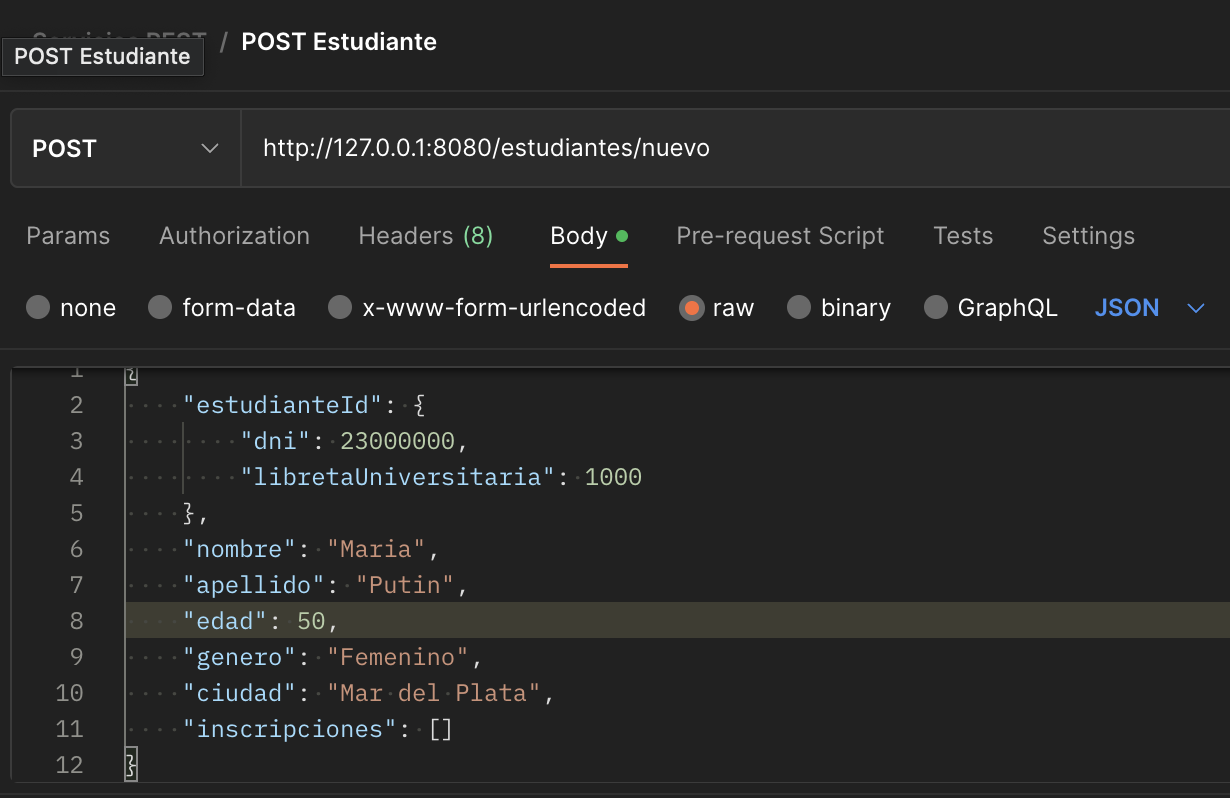 / POST Estudiante
POST Estudiante
POST http://127.0.0.1:8080/estudiantes/nuevo
Params Authorization Headers (8) Body Pre-request Script Tests Settings
none form-data x-www-form-urlencoded raw binary GraphQL JSON
1 {
2 "estudianteId": {
3 "dni": 23000000,
4 "libretaUniversitaria": 1000
5 },
6 "nombre": "Maria",
7 "apellido": "Putin",
8 "edad": 50,
9 "genero": "Femenino",
10 "ciudad": "Mar del Plata",
11 "inscripciones": []
12 }